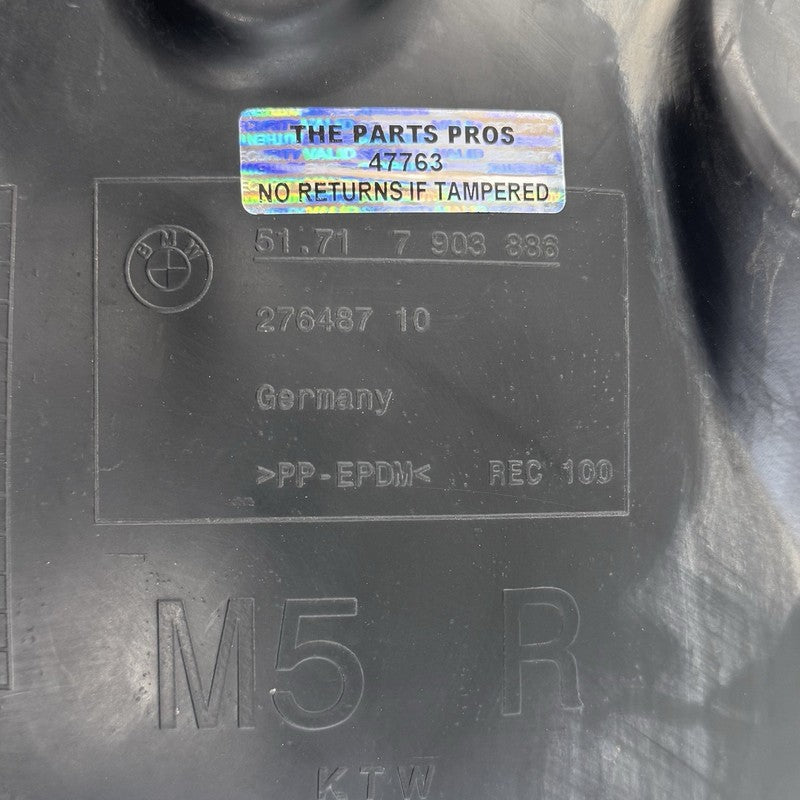 THE PARTS PROS
47763
NO RETURNS IF TAMPERED
BMW
51.71 7 903 886
276487 10
Germany
>PP-EPDM< REC 100
M5 R
KTW